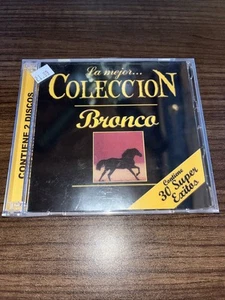 La mejor...
COLECCION
Bronco
CONTIENE 2 DISCOS
Contiene
30 Super
Exitos